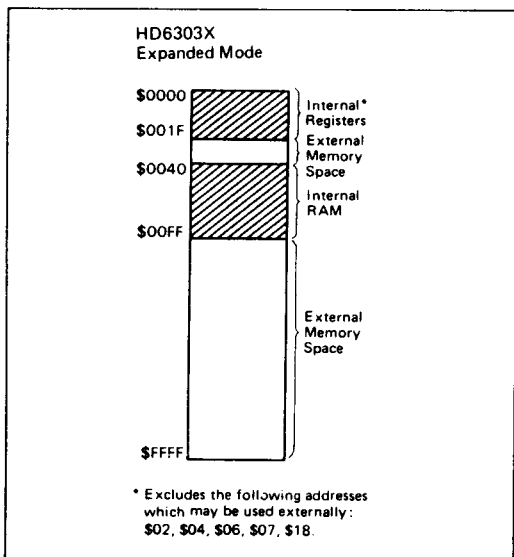 HD6303X
Expanded Mode
$0000
Internal*
Registers
$001F
External
Memory
Space
$0040
Internal
RAM
$00FF
External
Memory
Space
$FFFF
* Excludes the following addresses
which may be used externally:
$02, $04, $06, $07, $18.